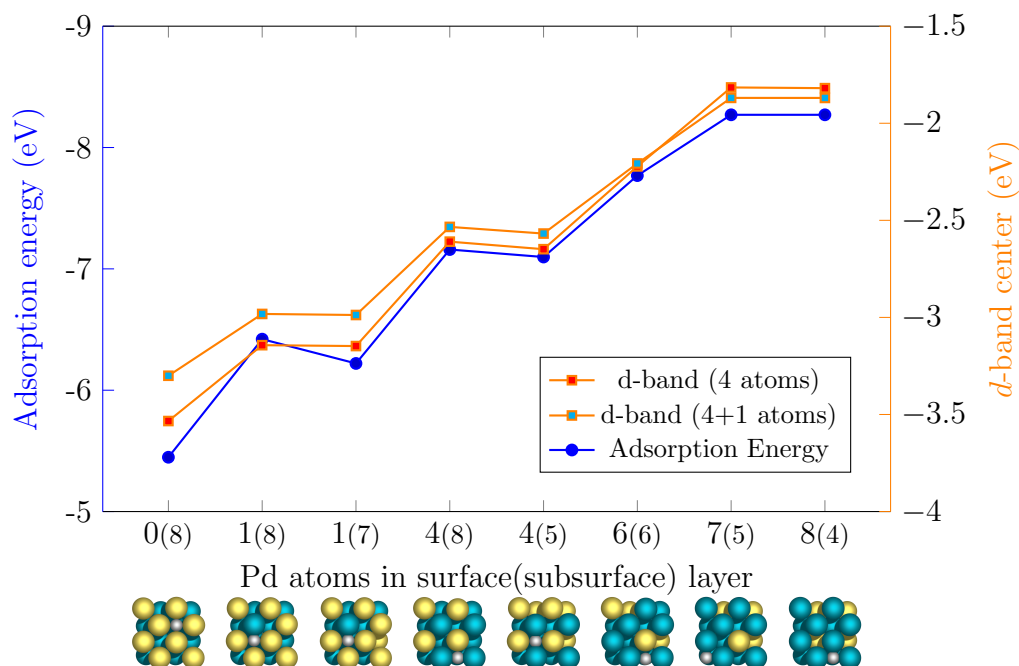 -9
-8
-7
-6
-5
Adsorption energy (eV)
−1.5
−2
−2.5
−3
−3.5
−4
d-band center (eV)
d-band (4 atoms)
d-band (4+1 atoms)
Adsorption Energy
0(8) 1(8) 1(7) 4(8) 4(5) 6(6) 7(5) 8(4)
Pd atoms in surface(subsurface) layer